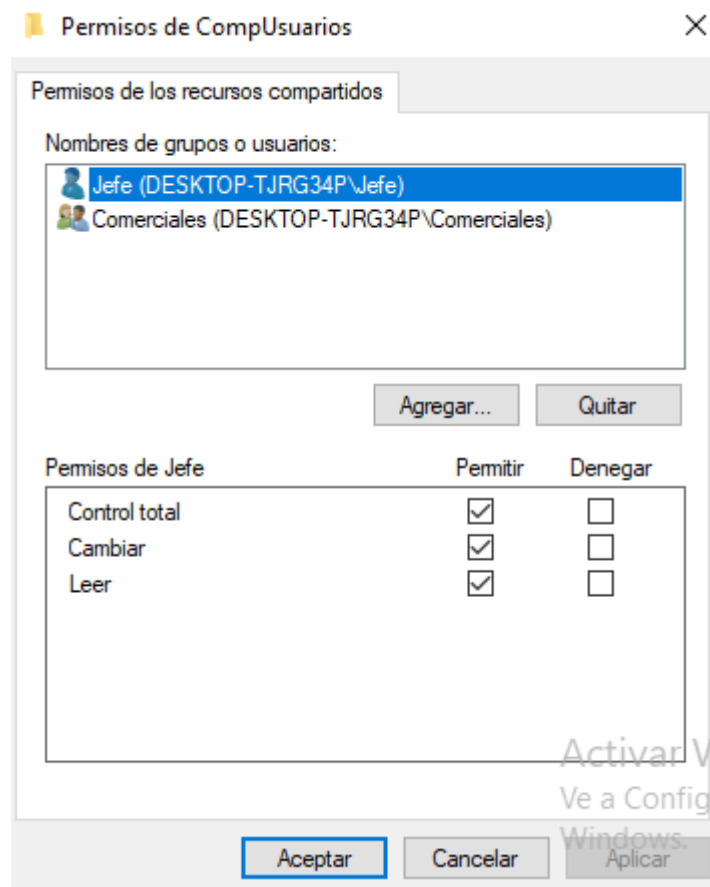 Permisos de CompUsuarios
Permisos de los recursos compartidos
Nombres de grupos o usuarios:
Jefe (DESKTOP-TJRG34P\Jefe)
Comerciales (DESKTOP-TJRG34P\Comerciales)
Agregar... Quitar
Permisos de Jefe Permitir Denegar
Control total
Cambiar
Leer
Activar V
Ve a Config
Windows.
Aceptar Cancelar Aplicar